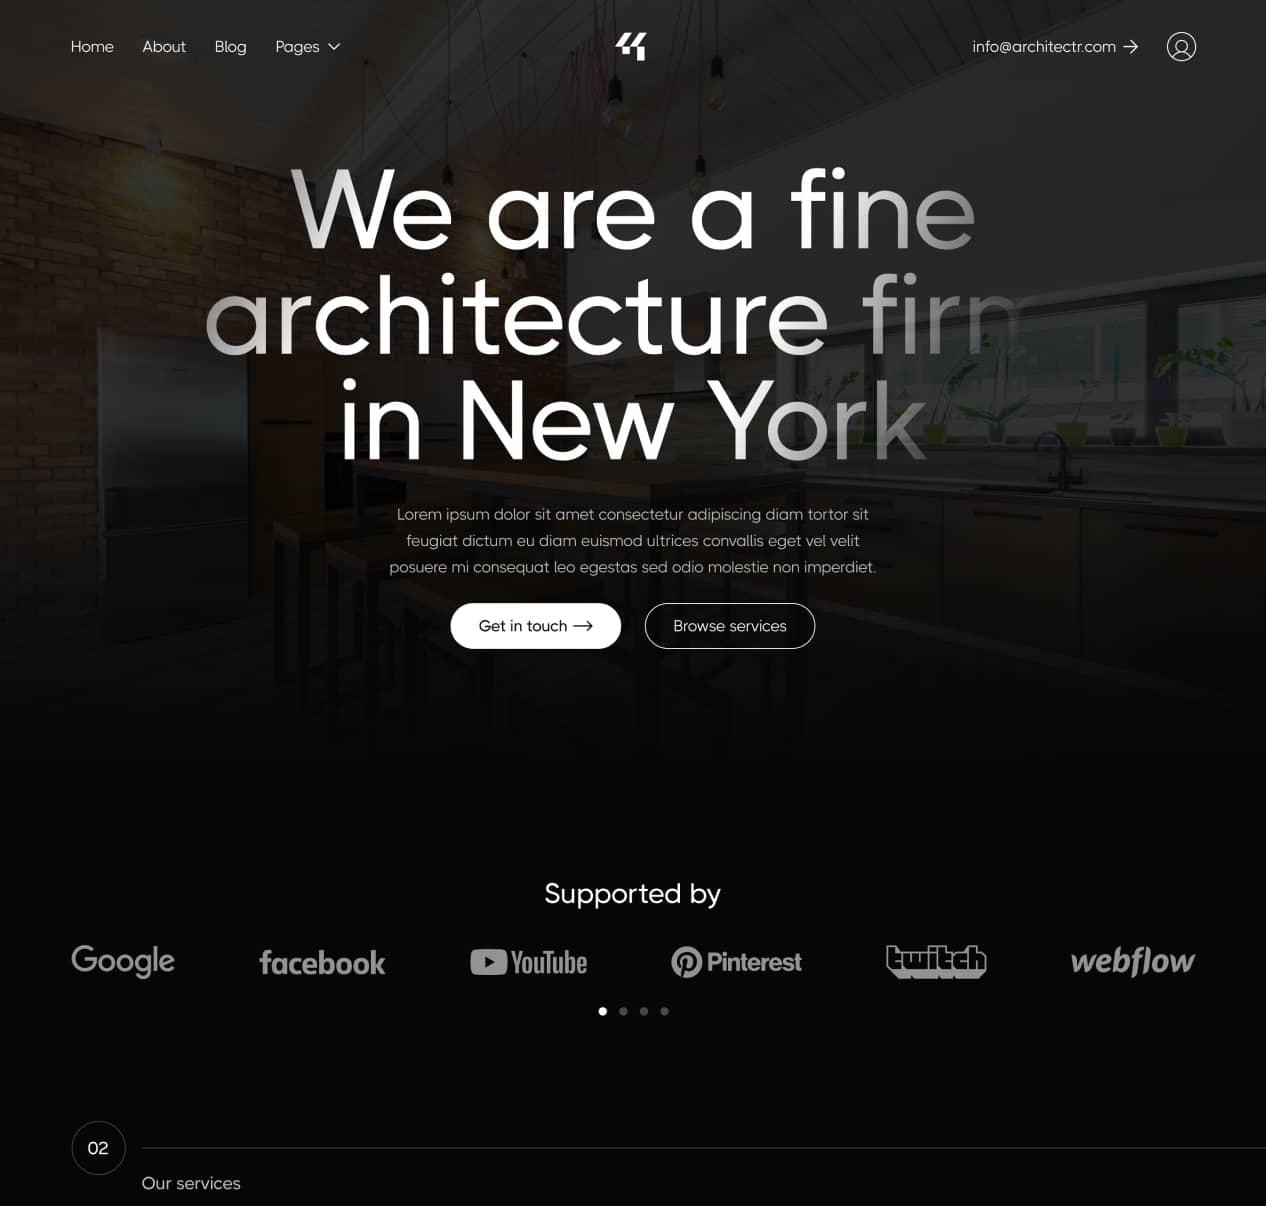 Home About Blog Pages info@architectr.com
We are a fine
architecture firm
in New York
Lorem ipsum dolor sit amet consectetur adipiscing diam tortor sit
feugiat dictum eu diam euismod ultrices convallis eget vel velit
posuere mi consequat leo egestas sed odio molestie non imperdiet.
Get in touch Browse services
Supported by
Google facebook YouTube Pinterest twitch webflow
02
Our services